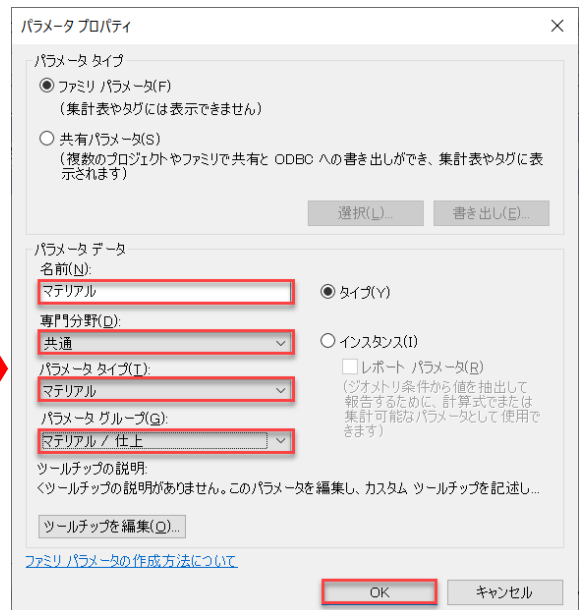 パラメータ プロパティ
パラメータ タイプ
ファミリ パラメータ(F)
(集計表やタグには表示できません)
共有パラメータ(S)
(複数のプロジェクトやファミリで共有と ODBC への書き出しができ、集計表やタグに表
示されます)
選択(L)...
書き出し(E)...
パラメータ データ
名前(N):
マテリアル
タイプ(Y)
専門分野(D):
共通
インスタンス(I)
パラメータ タイプ(T):
レポート パラメータ(R)
マテリアル
(ジオメトリ条件から値を抽出して
報告するために、計算式でまたは
集計可能なパラメータとして使用で
きます)
パラメータ グループ(G):
マテリアル / 仕上
ツールチップの説明:
<ツールチップの説明がありません。このパラメータを編集し、カスタム ツールチップを記述し...
ツールチップを編集(O)...
ファミリ パラメータの作成方法について
OK
キャンセル